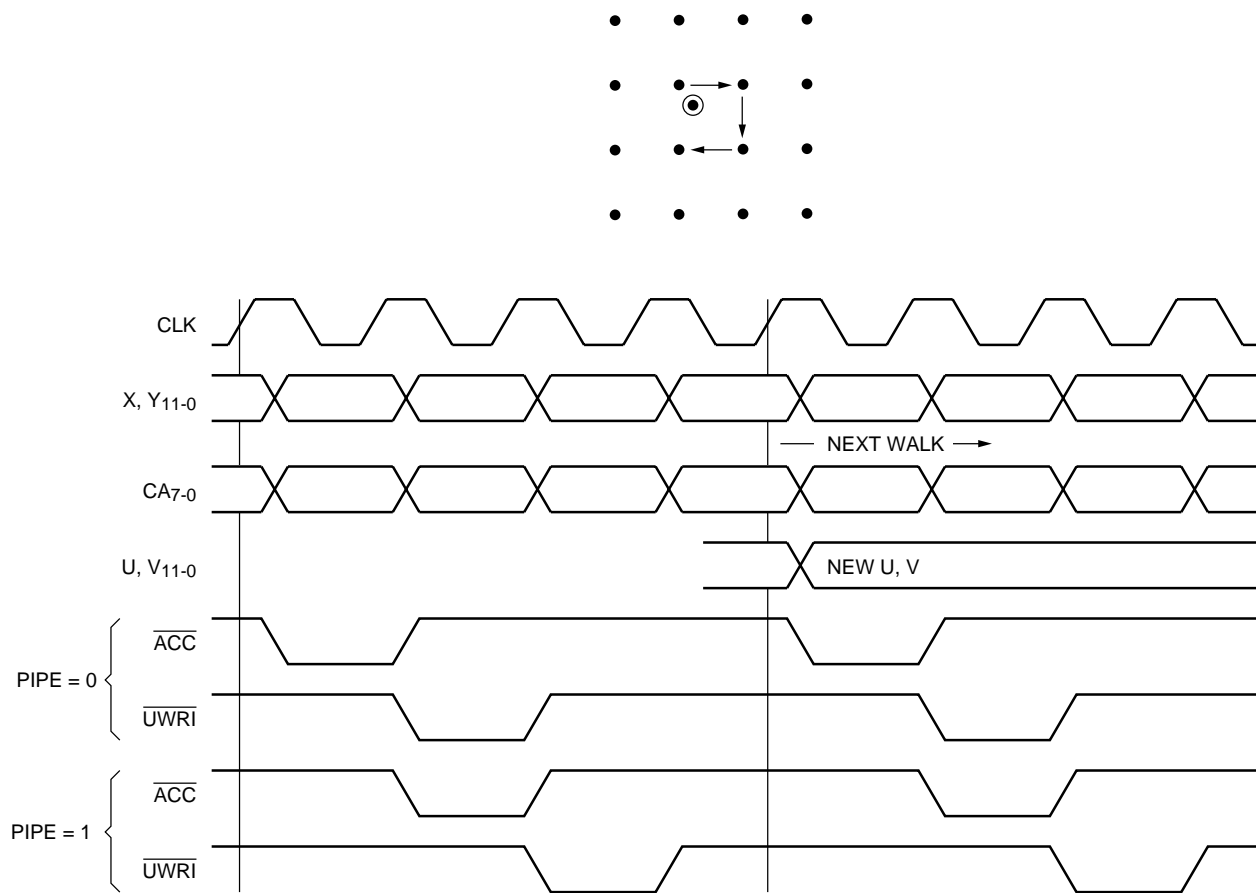 CLK
X, Y11-0
NEXT WALK
CA7-0
U, V11-0
NEW U, V
ACC
PIPE = 0
UWRI
ACC
PIPE = 1
UWRI